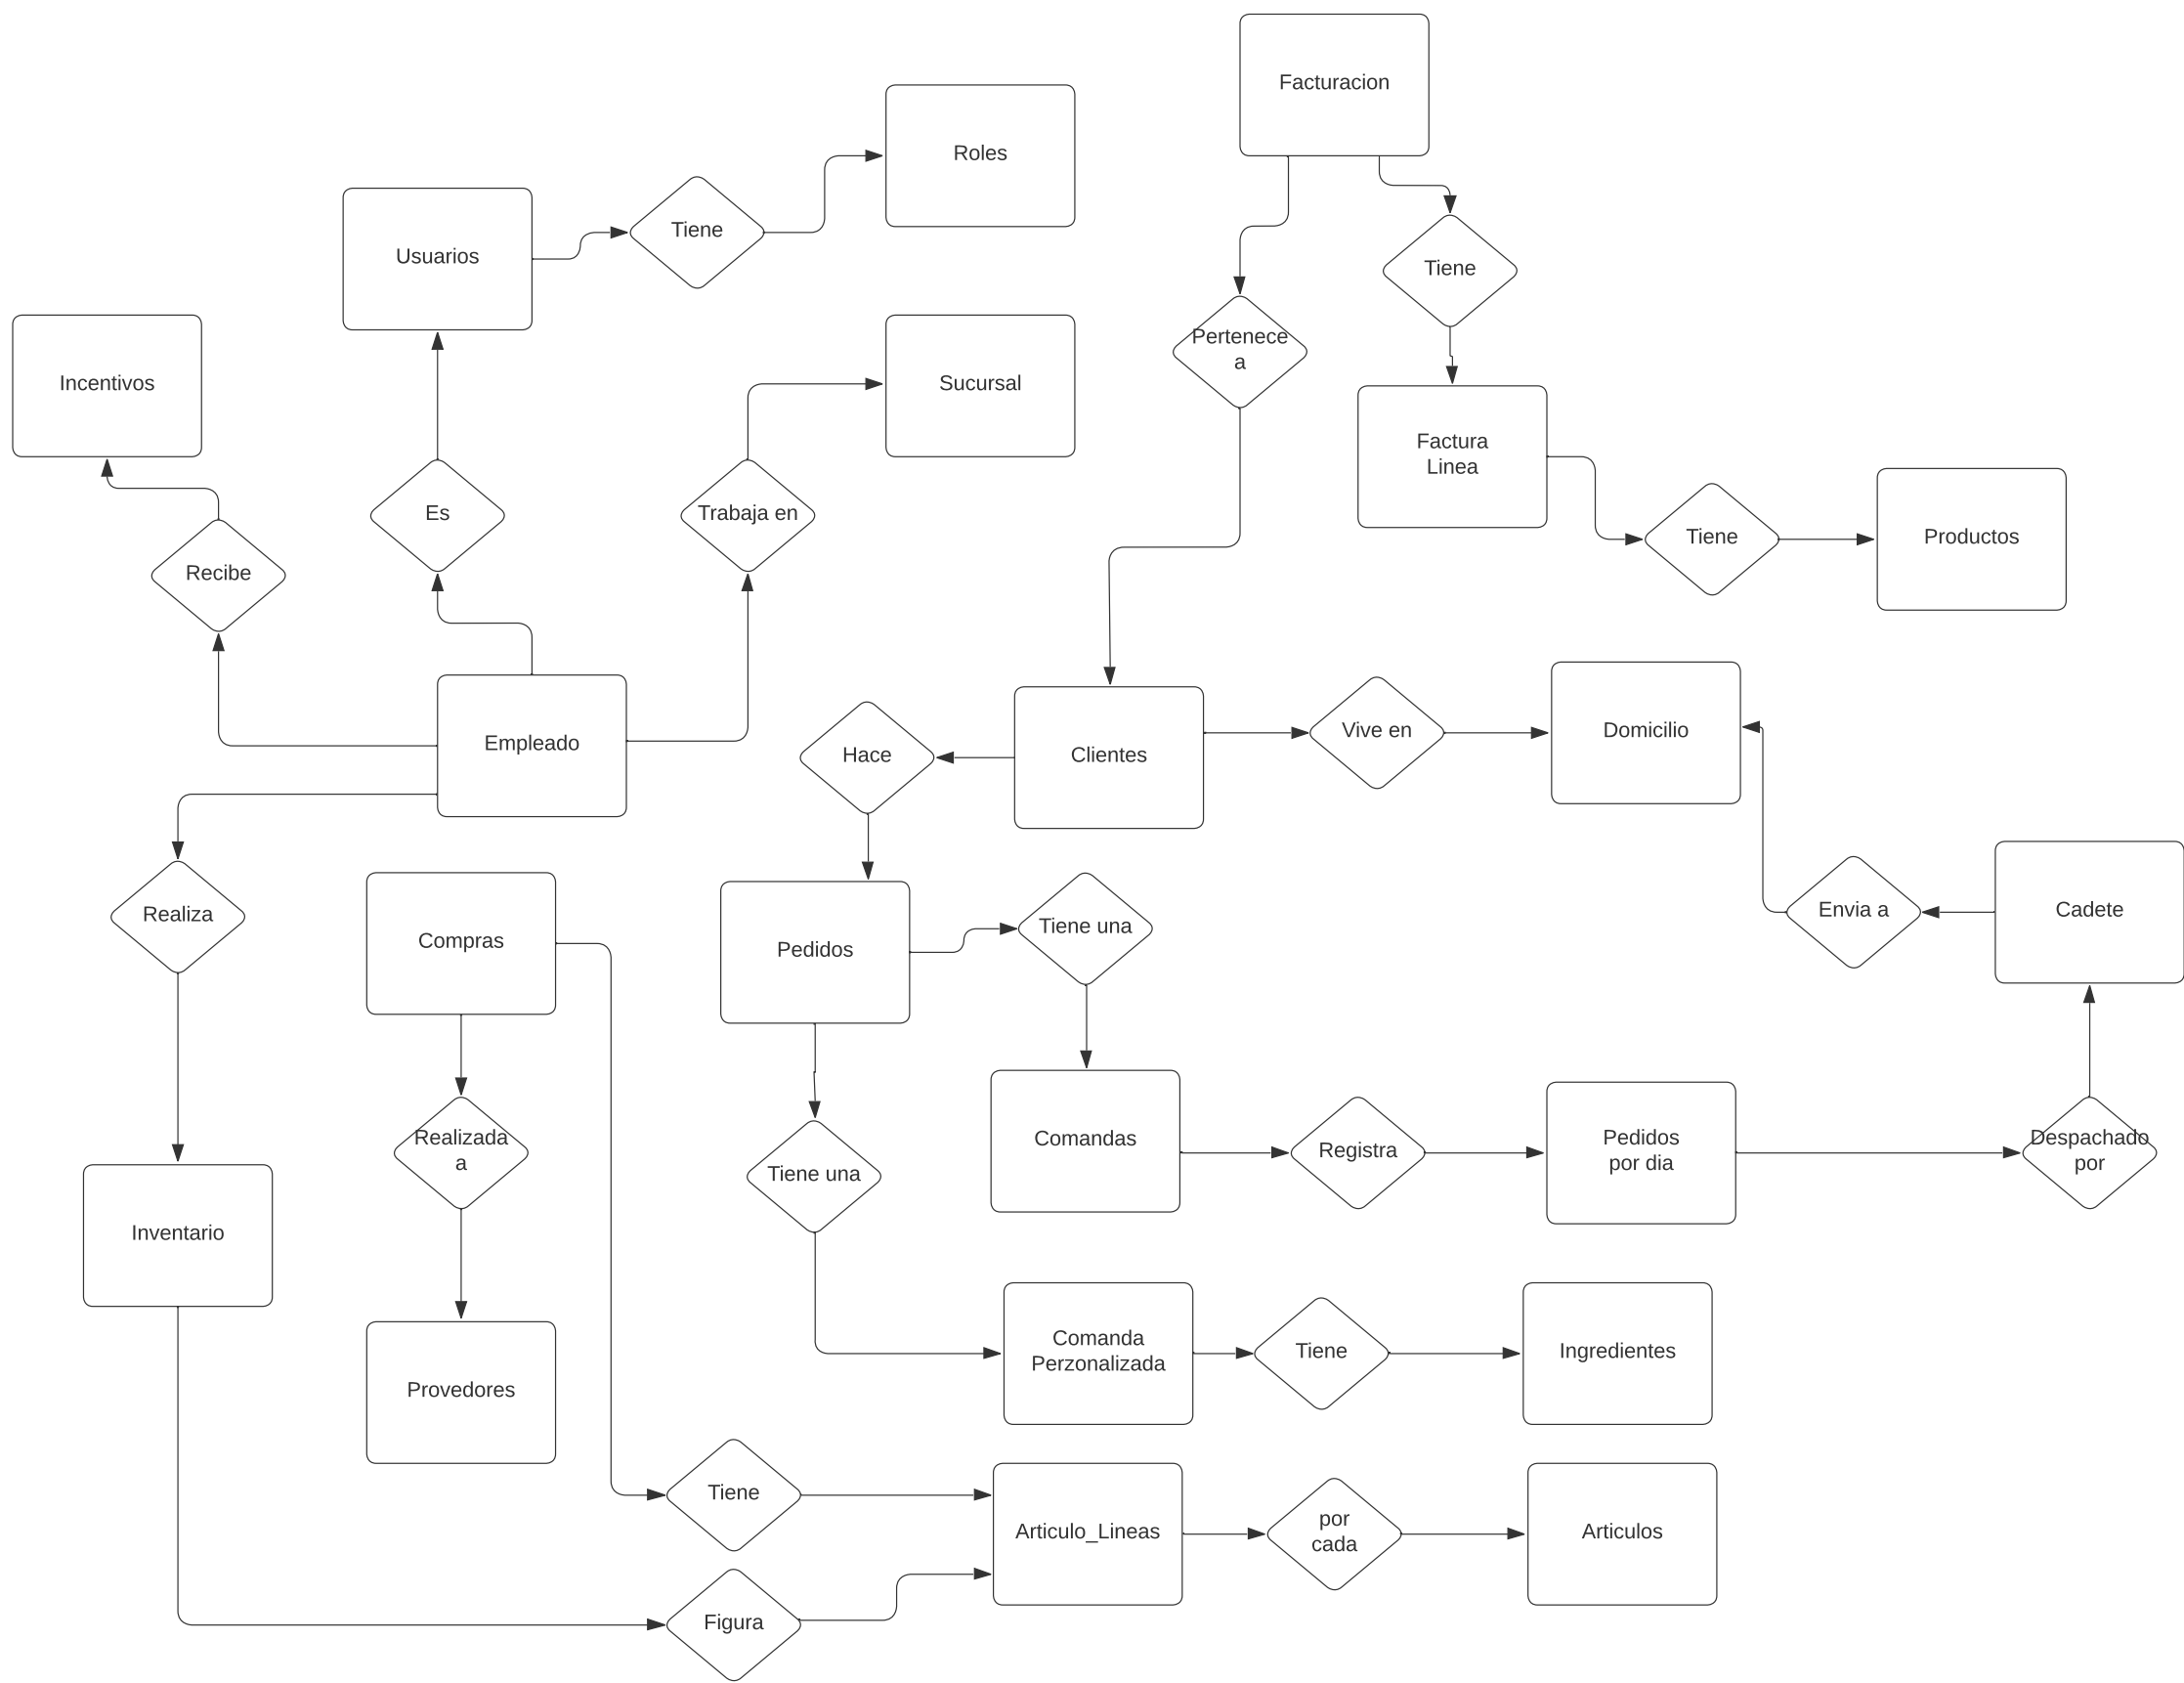 Facturacion
Roles
Usuarios
Tiene
Tiene
Pertenece
a
Incentivos
Sucursal
Factura
Linea
Es
Trabaja en
Tiene
Productos
Recibe
Empleado
Hace
Clientes
Vive en
Domicilio
Realiza
Compras
Pedidos
Tiene una
Envia a
Cadete
Realizada
a
Tiene una
Comandas
Registra
Pedidos
por dia
Despachado
por
Inventario
Provedores
Comanda
Perzonalizada
Tiene
Ingredientes
Tiene
Articulo_Lineas
por
cada
Articulos
Figura